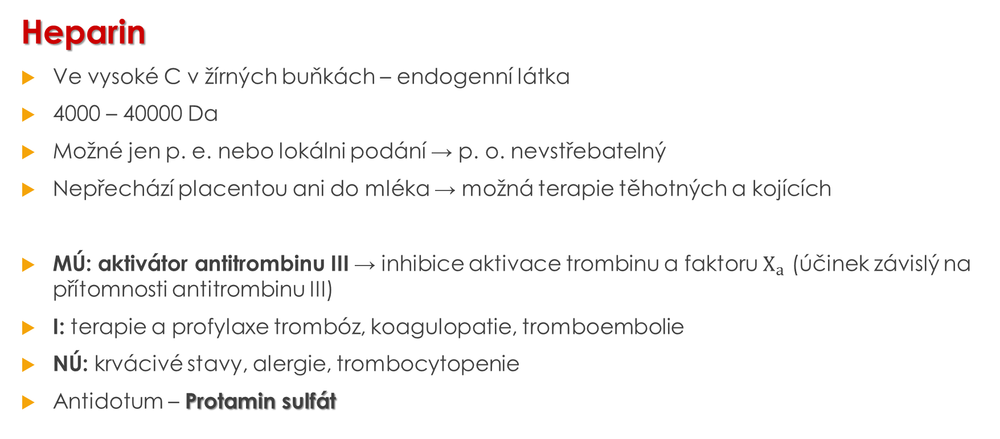 Heparin
Ve vysoké C v žírných buňkách – endogenní látka
4000 – 40000 Da
Možné jen p. e. nebo lokálni podání → p. o. nevstřebatelný
Nepřechází placentou ani do mléka → možná terapie těhotných a kojících
MÚ: aktivátor antitrombinu III → inhibice aktivace trombinu a faktoru Xₐ (účinek závislý na
přítomnosti antitrombinu III)
I: terapie a profylaxe trombóz, koagulopatie, tromboembolie
NÚ: krvácivé stavy, alergie, trombocytopenie
Antidotum – Protamin sulfát